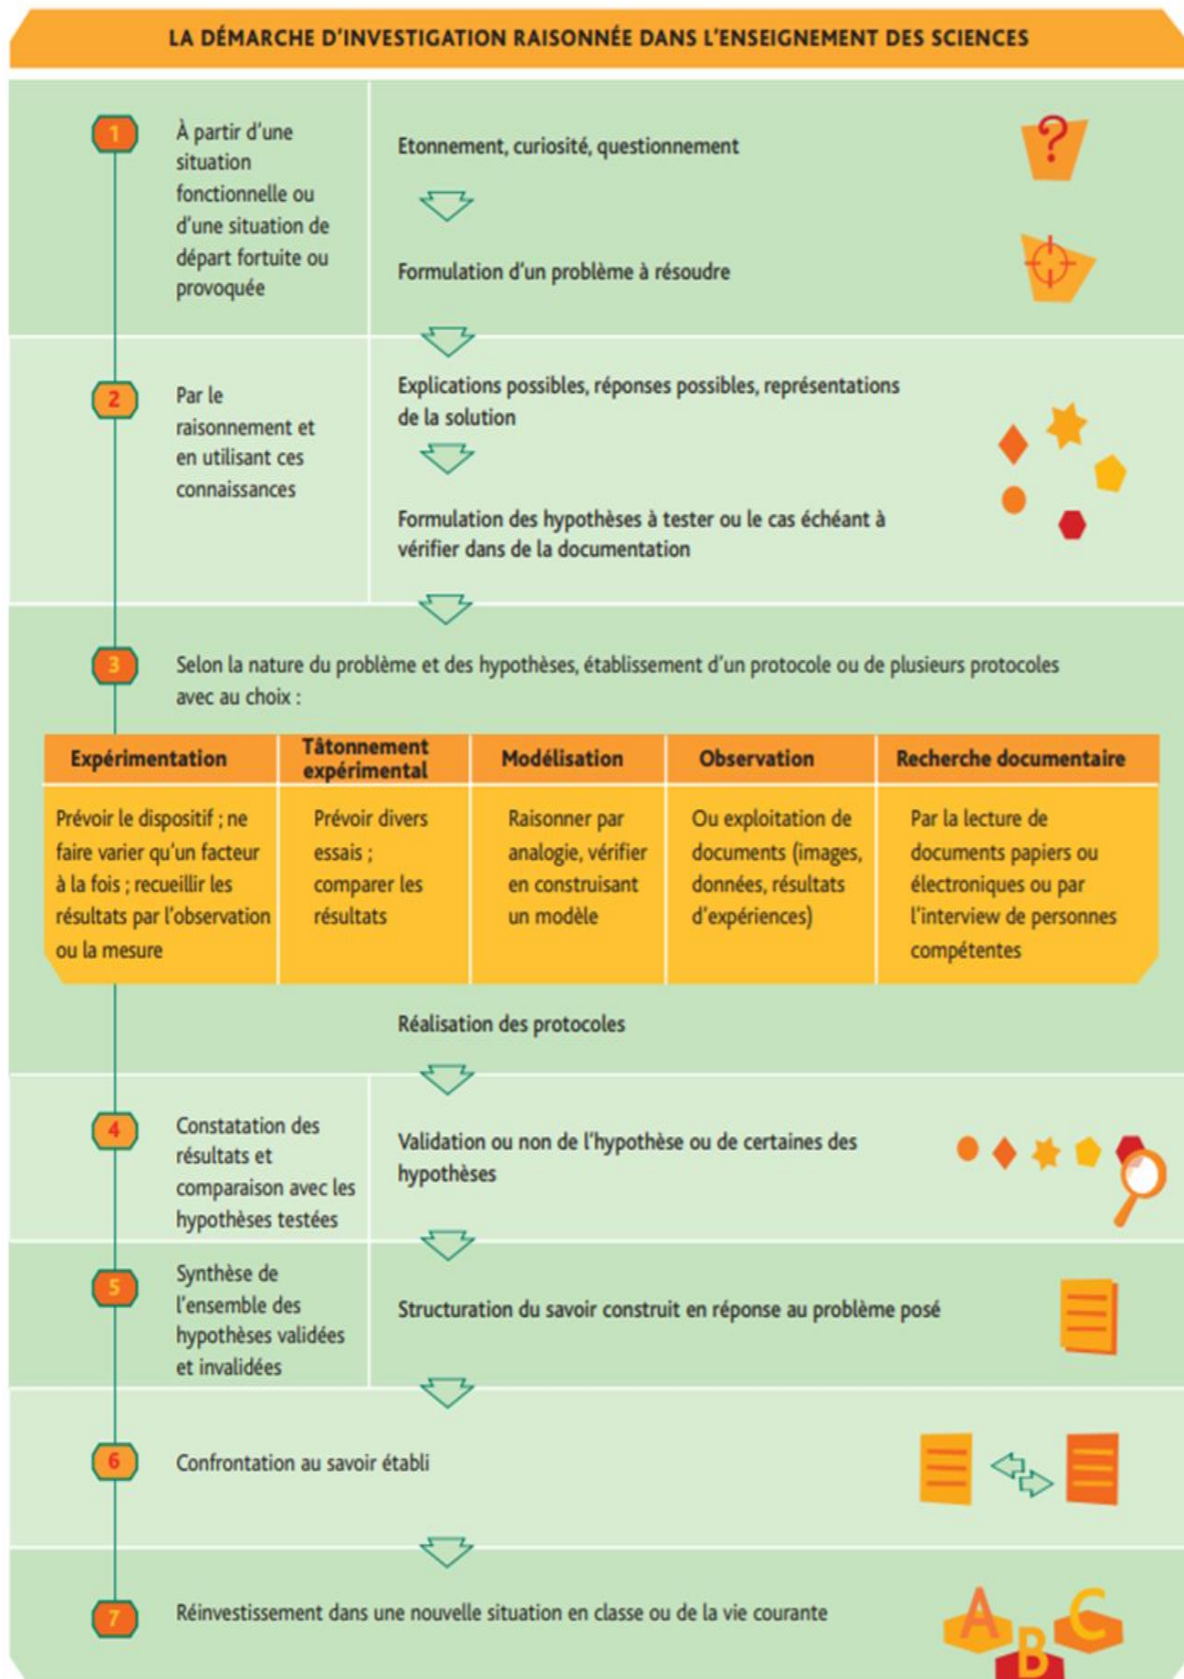 LA DÉMARCHE D'INVESTIGATION RAISONNÉE DANS L'ENSEIGNEMENT DES SCIENCES
1
À partir d'une
situation
fonctionnelle ou
d'une situation de
départ fortuite ou
provoquée
Etonnement, curiosité, questionnement
?
Formulation d'un problème à résoudre
2
Par le
raisonnement et
en utilisant ces
connaissances
Explications possibles, réponses possibles, représentations
de la solution
Formulation des hypothèses à tester ou le cas échéant à
vérifier dans de la documentation
3
Selon la nature du problème et des hypothèses, établissement d'un protocole ou de plusieurs protocoles
avec au choix :
Expérimentation
Prévoir le dispositif ; ne
faire varier qu'un facteur
à la fois ; recueillir les
résultats par l'observation
ou la mesure
Tâtonnement
expérimental
Prévoir divers
essais ;
comparer les
résultats
Modélisation
Raisonner par
analogie, vérifier
en construisant
un modèle
Observation
Ou exploitation de
documents (images,
données, résultats
d'expériences)
Recherche documentaire
Par la lecture de
documents papiers ou
électroniques ou par
l'interview de personnes
compétentes
Réalisation des protocoles
4
Constatation des
résultats et
comparaison avec les
hypothèses testées
Validation ou non de l'hypothèse ou de certaines des
hypothèses
5
Synthèse de
l'ensemble des
hypothèses validées
et invalidées
Structuration du savoir construit en réponse au problème posé
6
Confrontation au savoir établi
7
Réinvestissement dans une nouvelle situation en classe ou de la vie courante
A
B
C